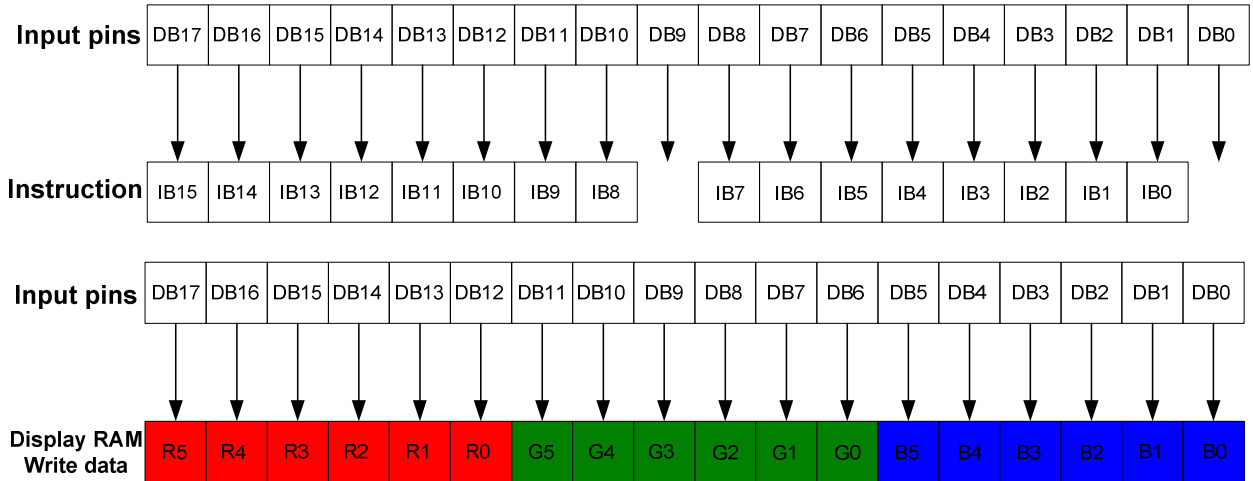 Input pins DB17 DB16 DB15 DB14 DB13 DB12 DB11 DB10 DB9 DB8 DB7 DB6 DB5 DB4 DB3 DB2 DB1 DB0
Instruction IB15 IB14 IB13 IB12 IB11 IB10 IB9 IB8 IB7 IB6 IB5 IB4 IB3 IB2 IB1 IB0
Input pins DB17 DB16 DB15 DB14 DB13 DB12 DB11 DB10 DB9 DB8 DB7 DB6 DB5 DB4 DB3 DB2 DB1 DB0
Display RAM
Write data
R5 R4 R3 R2 R1 R0 G5 G4 G3 G2 G1 G0 B5 B4 B3 B2 B1 B0